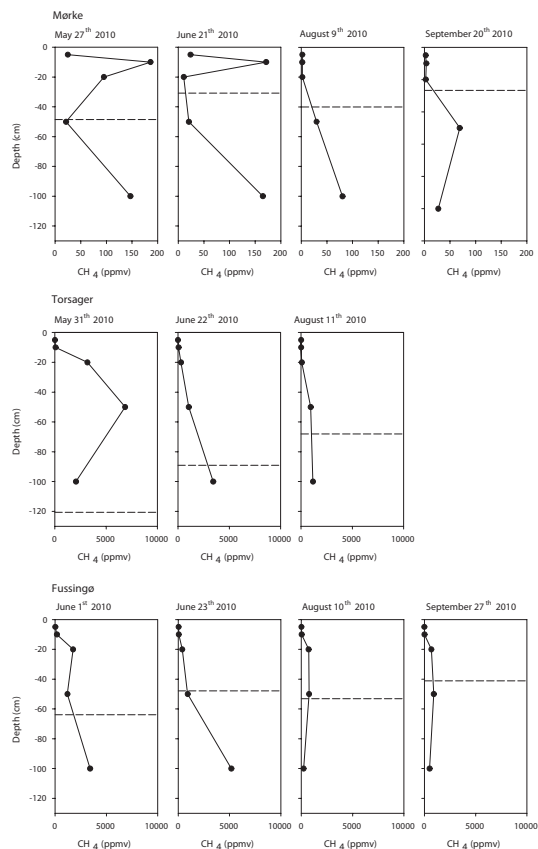 Mørke
May 27th 2010 June 21th 2010 August 9th 2010 September 20th 2010
0
-20
-40
-60
-80
-100
-120
Depth (cm)
0 50 100 150 200 0 50 100 150 200 0 50 100 150 200 0 50 100 150 200
CH 4 (ppmv) CH 4 (ppmv) CH 4 (ppmv) CH 4 (ppmv)
Torsager
May 31th 2010 June 22th 2010 August 11th 2010
0
-20
-40
-60
-80
-100
-120
Depth (cm)
0 5000 10000 0 5000 10000 0 5000 10000
CH 4 (ppmv) CH 4 (ppmv) CH 4 (ppmv)
Fussingø
June 1st 2010 June 23th 2010 August 10th 2010 September 27th 2010
0
-20
-40
-60
-80
-100
-120
Depth (cm)
0 5000 10000 0 5000 10000 0 5000 10000 0 5000 10000
CH 4 (ppmv) CH 4 (ppmv) CH 4 (ppmv) CH 4 (ppmv)